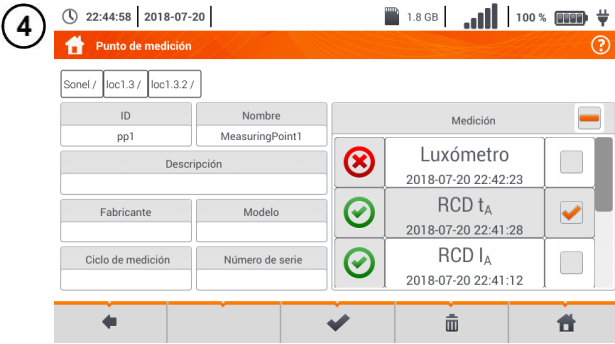 4
22:44:58 2018-07-20 1.8 GB 100 %
Punto de medición ?
Sonel / loc1.3 / loc1.3.2 /
ID Nombre Medición
pp1 MeasuringPoint1
Descripción
Luxómetro
2018-07-20 22:42:23
Fabricante Modelo
RCD tA
2018-07-20 22:41:28
Ciclo de medición Número de serie
RCD IA
2018-07-20 22:41:12